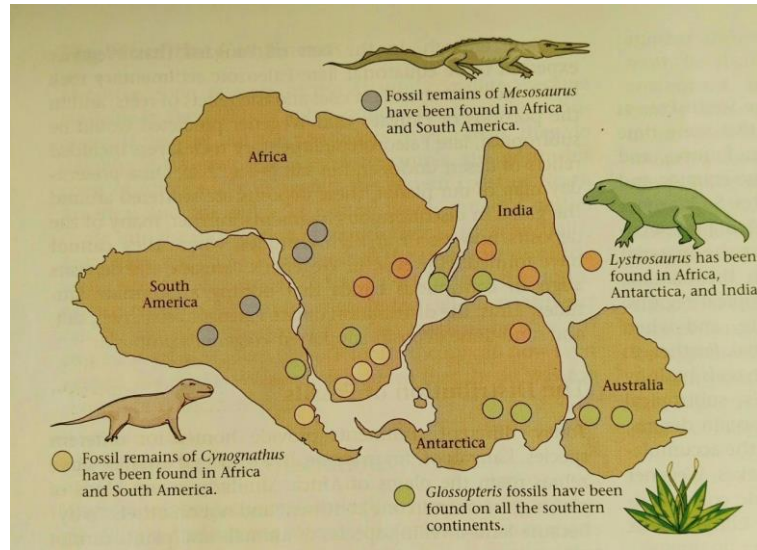 Fossil remains of Mesosaurus
have been found in Africa
and South America.
Africa
India
Lystrosaurus has been
found in Africa,
Antarctica, and India
South
America
Australia
Antarctica
Fossil remains of Cynognathus
have been found in Africa
and South America.
Glossopteris fossils have been
found on all the southern
continents.